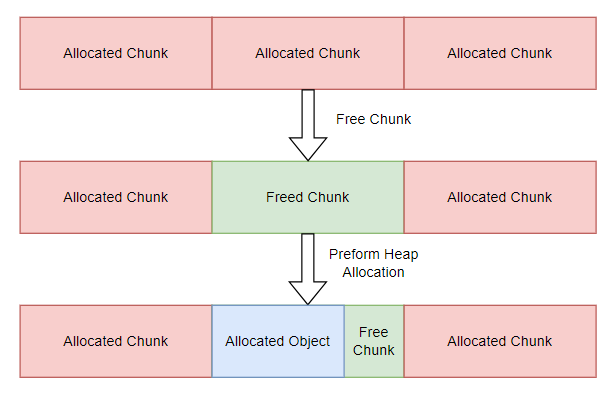 Allocated Chunk Allocated Chunk Allocated Chunk
Free Chunk
Allocated Chunk Freed Chunk Allocated Chunk
Preform Heap
Allocation
Allocated Chunk Allocated Object Free Chunk Allocated Chunk